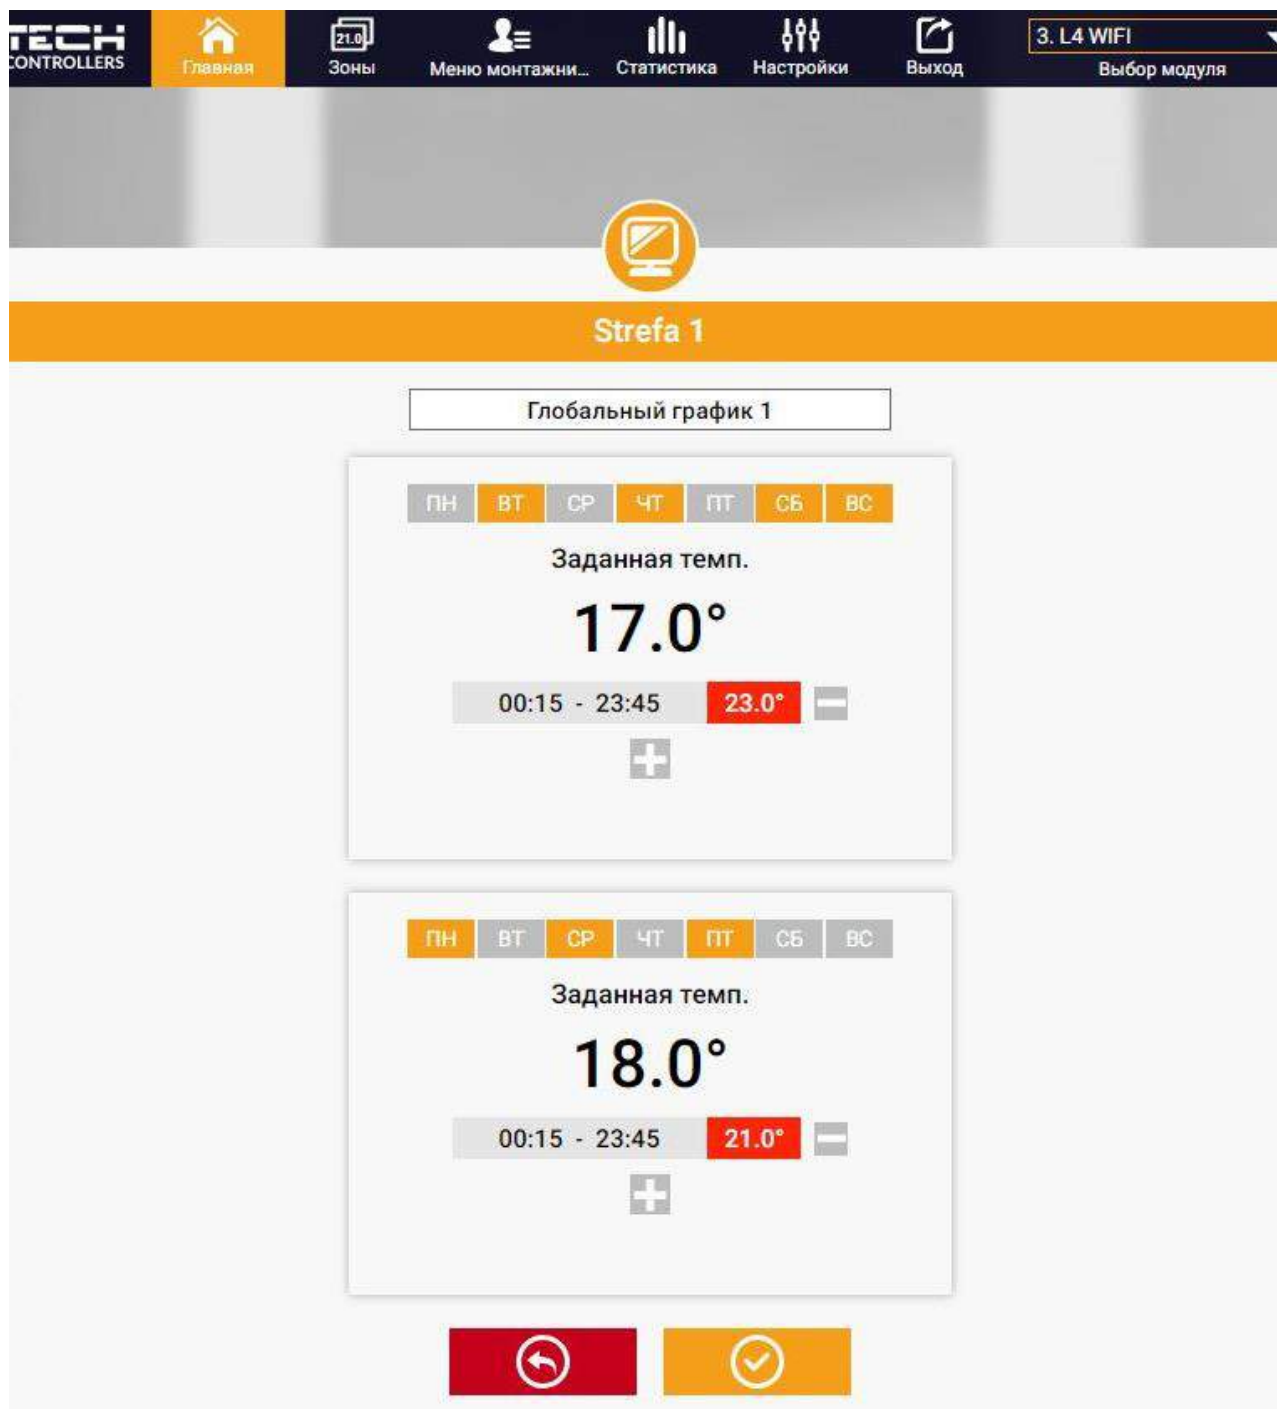 TECH
CONTROLLERS
Главная
21.0
Зоны
Меню монтажни...
Статистика
Настройки
Выход
3. L4 WIFI
Выбор модуля
Strefa 1
Глобальный график 1
ПН ВТ СР ЧТ ПТ СБ ВС
Заданная темп.
17.0°
00:15 - 23:45 23.0°
ПН ВТ СР ЧТ ПТ СБ ВС
Заданная темп.
18.0°
00:15 - 23:45 21.0°